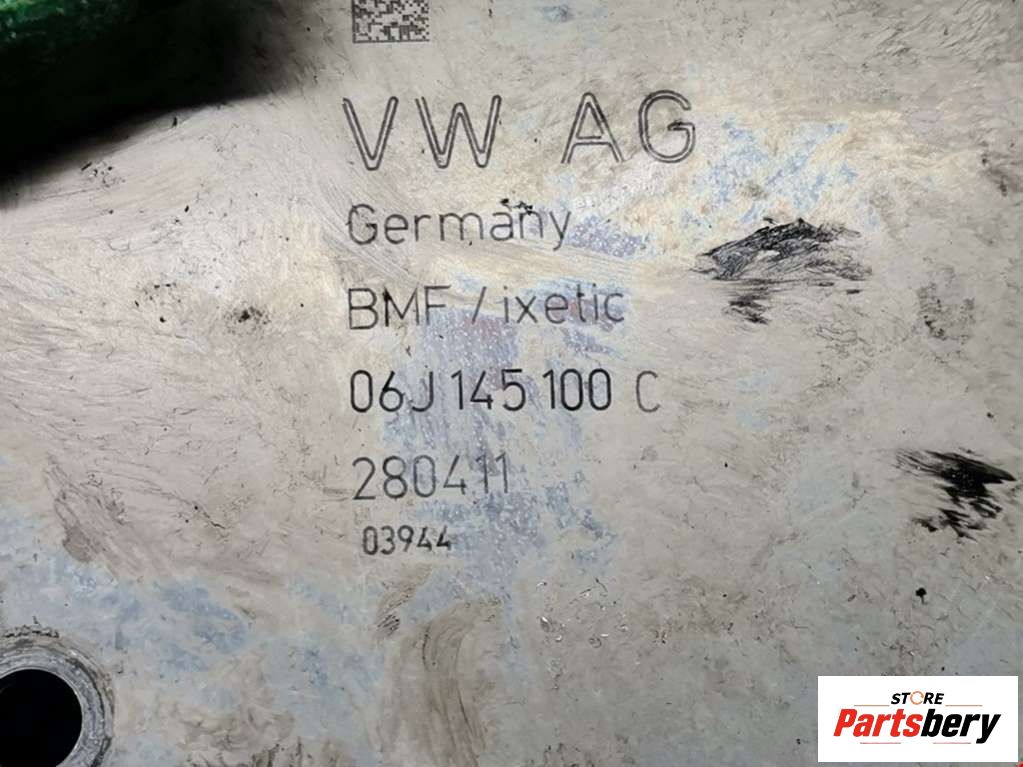 VW AG
Germany
BMF / ixetic
06J 145 100 C
280411
03944
STORE
Partsbery